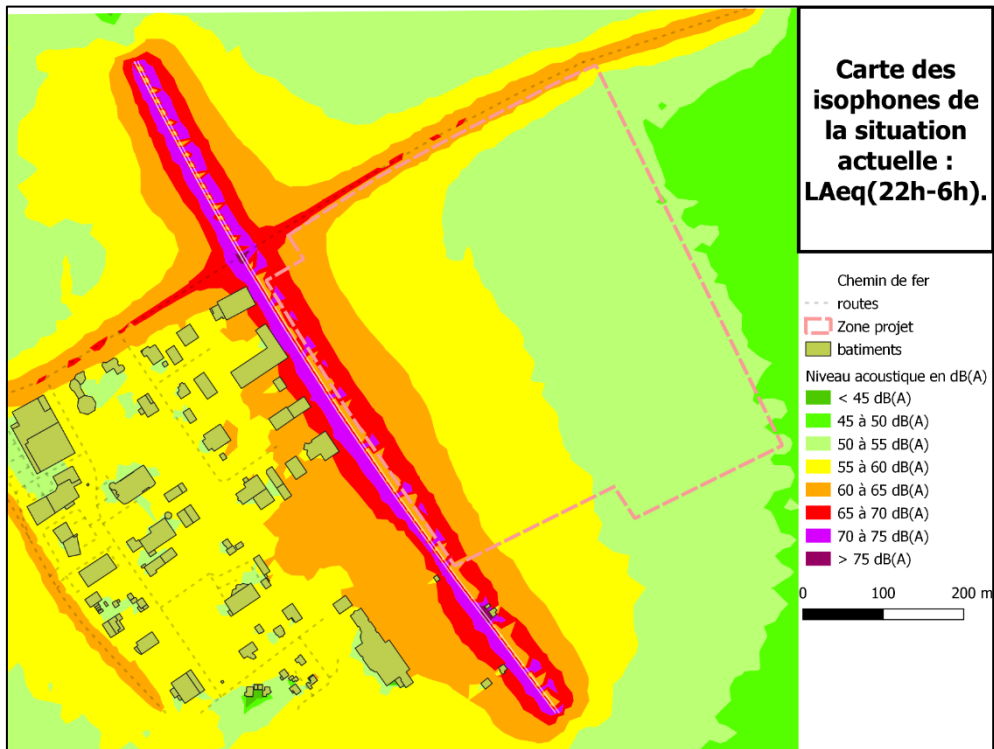 Carte des
isophones de
la situation
actuelle :
LAeq(22h-6h).
Chemin de fer
routes
Zone projet
batiments
Niveau acoustique en dB(A)
< 45 dB(A)
45 à 50 dB(A)
50 à 55 dB(A)
55 à 60 dB(A)
60 à 65 dB(A)
65 à 70 dB(A)
70 à 75 dB(A)
> 75 dB(A)
0 100 200 m